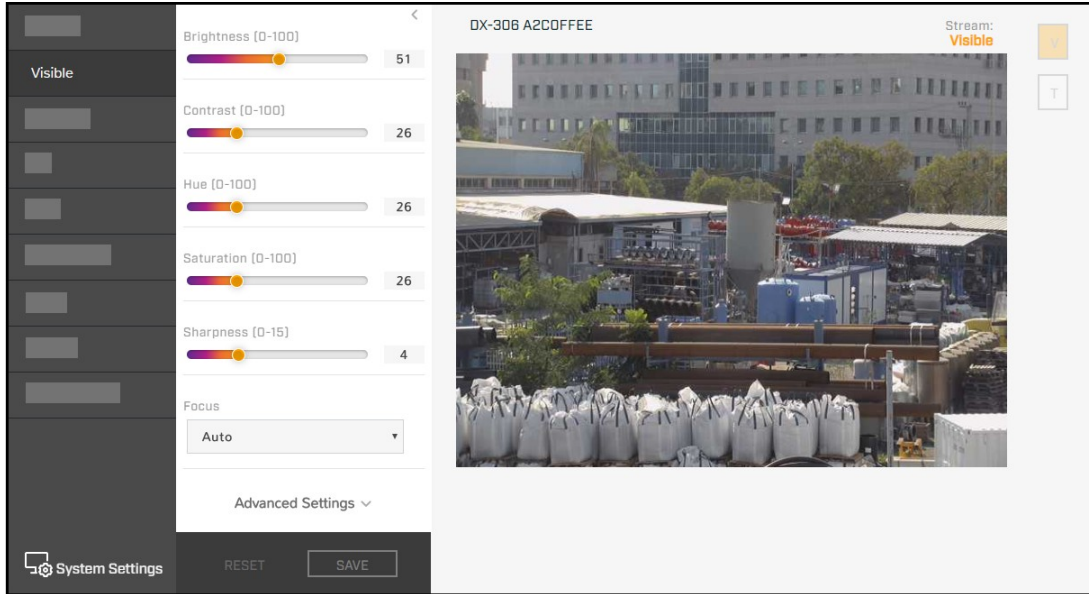 Visible
System Settings
<
Brightness (0-100)
51
Contrast (0-100)
26
Hue (0-100)
26
Saturation (0-100)
26
Sharpness (0-15)
4
Focus
Auto
Advanced Settings
RESET
SAVE
DX-306 A2C0FFEE
Stream:
Visible
V
T